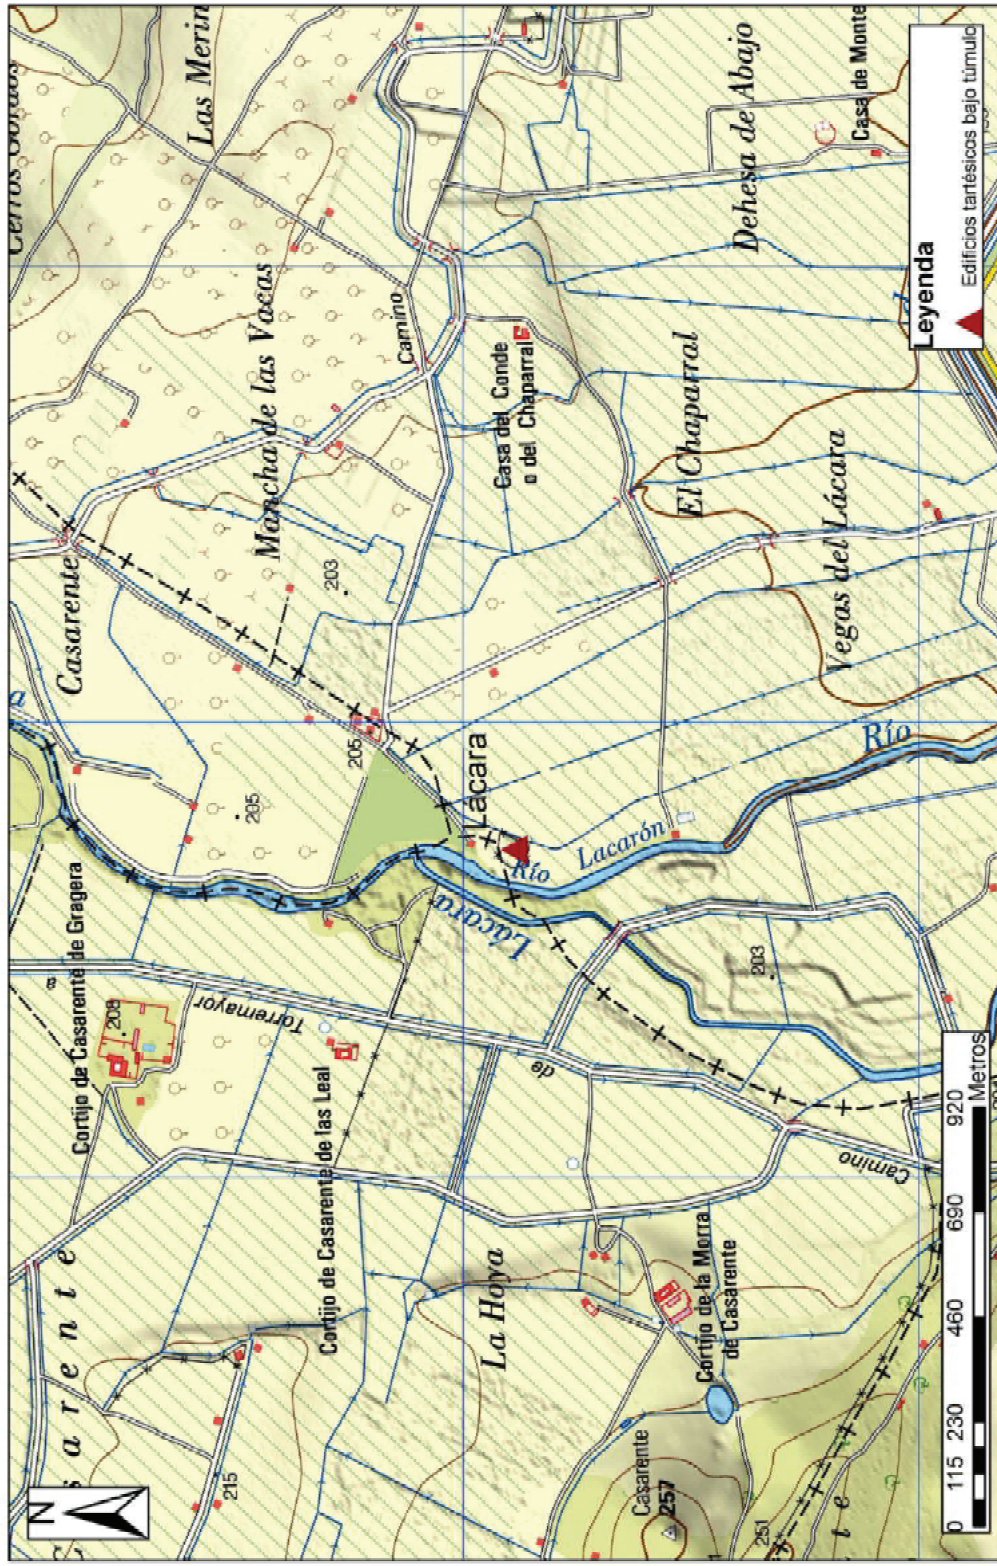 N
215
Cortijo de Casarente de Gragera
208
Torremayor
Cortijo de Casarente de las Leal
de
Camino
La Hoya
Cortijo de la Morra
de Casarente
Casarente
257
251
Casarente
205
205
203
Mancha de las Vacas
Las Merin
Camino
Casa del Conde
o del Chaparral
Lácara
Río
Lácara
Río
Lacarón
203
Río
Vegas del Lácara
El Chaparral
Dehesa de Abajo
Casa de Monte
0 115 230 460 690 920
Metros
Leyenda
Edificios tartésicos bajo túmulo